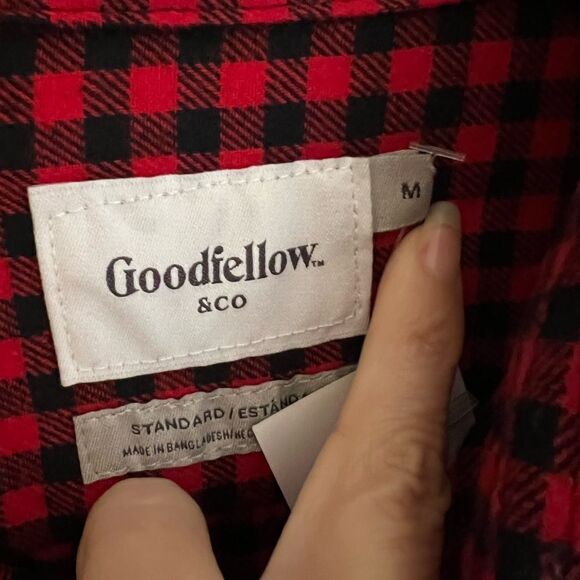 Goodfellow™
&CO
M
STANDARD/
MADE IN BANGLADESH/